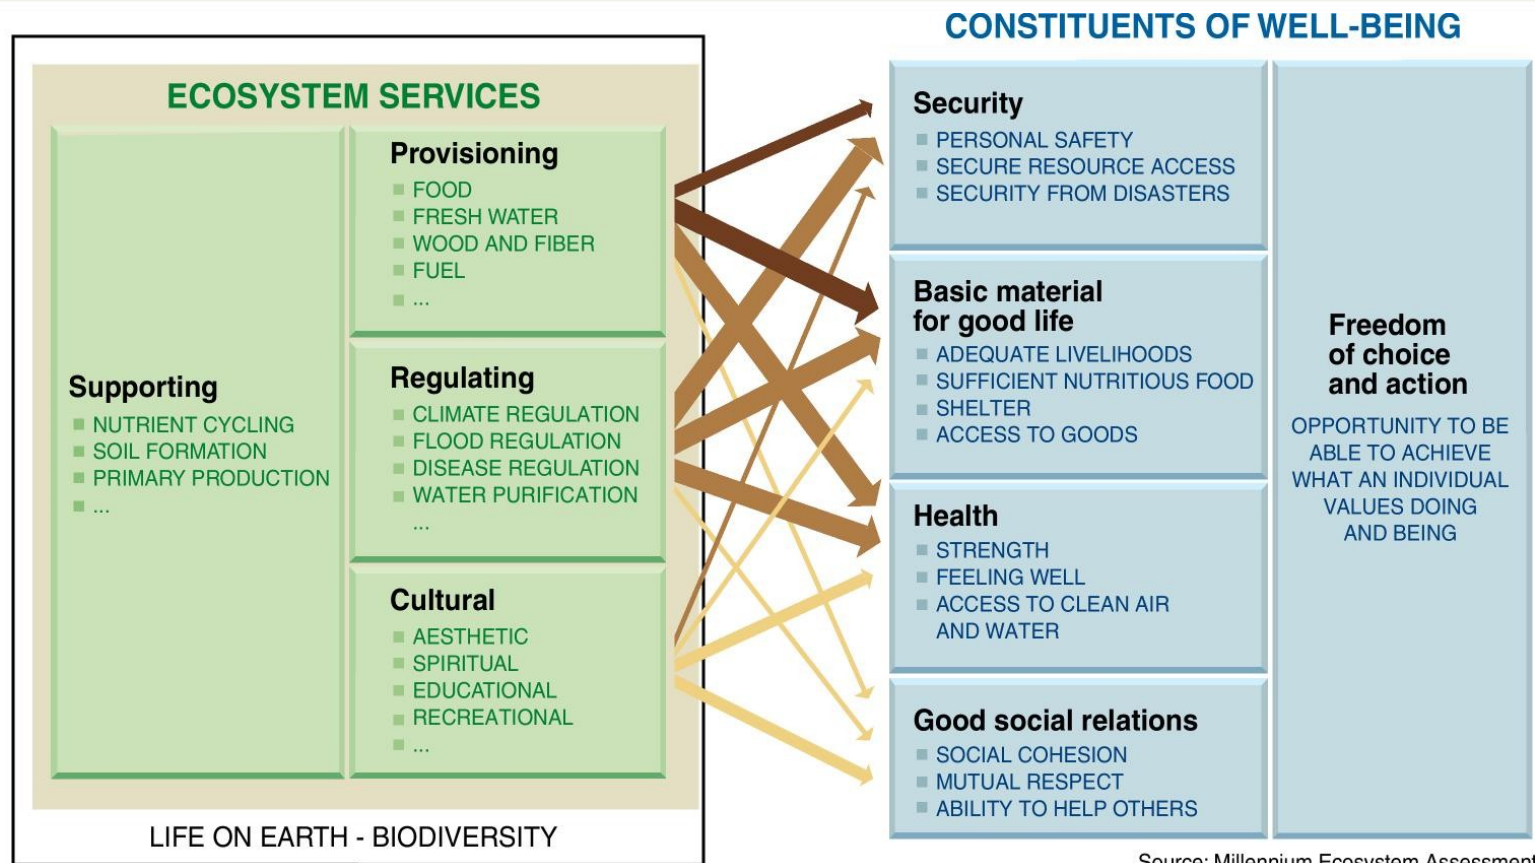 CONSTITUENTS OF WELL-BEING
ECOSYSTEM SERVICES
Supporting
NUTRIENT CYCLING
SOIL FORMATION
PRIMARY PRODUCTION
...
Provisioning
FOOD
FRESH WATER
WOOD AND FIBER
FUEL
...
Regulating
CLIMATE REGULATION
FLOOD REGULATION
DISEASE REGULATION
WATER PURIFICATION
...
Cultural
AESTHETIC
SPIRITUAL
EDUCATIONAL
RECREATIONAL
...
LIFE ON EARTH - BIODIVERSITY
Security
PERSONAL SAFETY
SECURE RESOURCE ACCESS
SECURITY FROM DISASTERS
Basic material
for good life
ADEQUATE LIVELIHOODS
SUFFICIENT NUTRITIOUS FOOD
SHELTER
ACCESS TO GOODS
Health
STRENGTH
FEELING WELL
ACCESS TO CLEAN AIR
AND WATER
Good social relations
SOCIAL COHESION
MUTUAL RESPECT
ABILITY TO HELP OTHERS
Freedom
of choice
and action
OPPORTUNITY TO BE
ABLE TO ACHIEVE
WHAT AN INDIVIDUAL
VALUES DOING
AND BEING
Source: Millennium Ecosystem Assessment